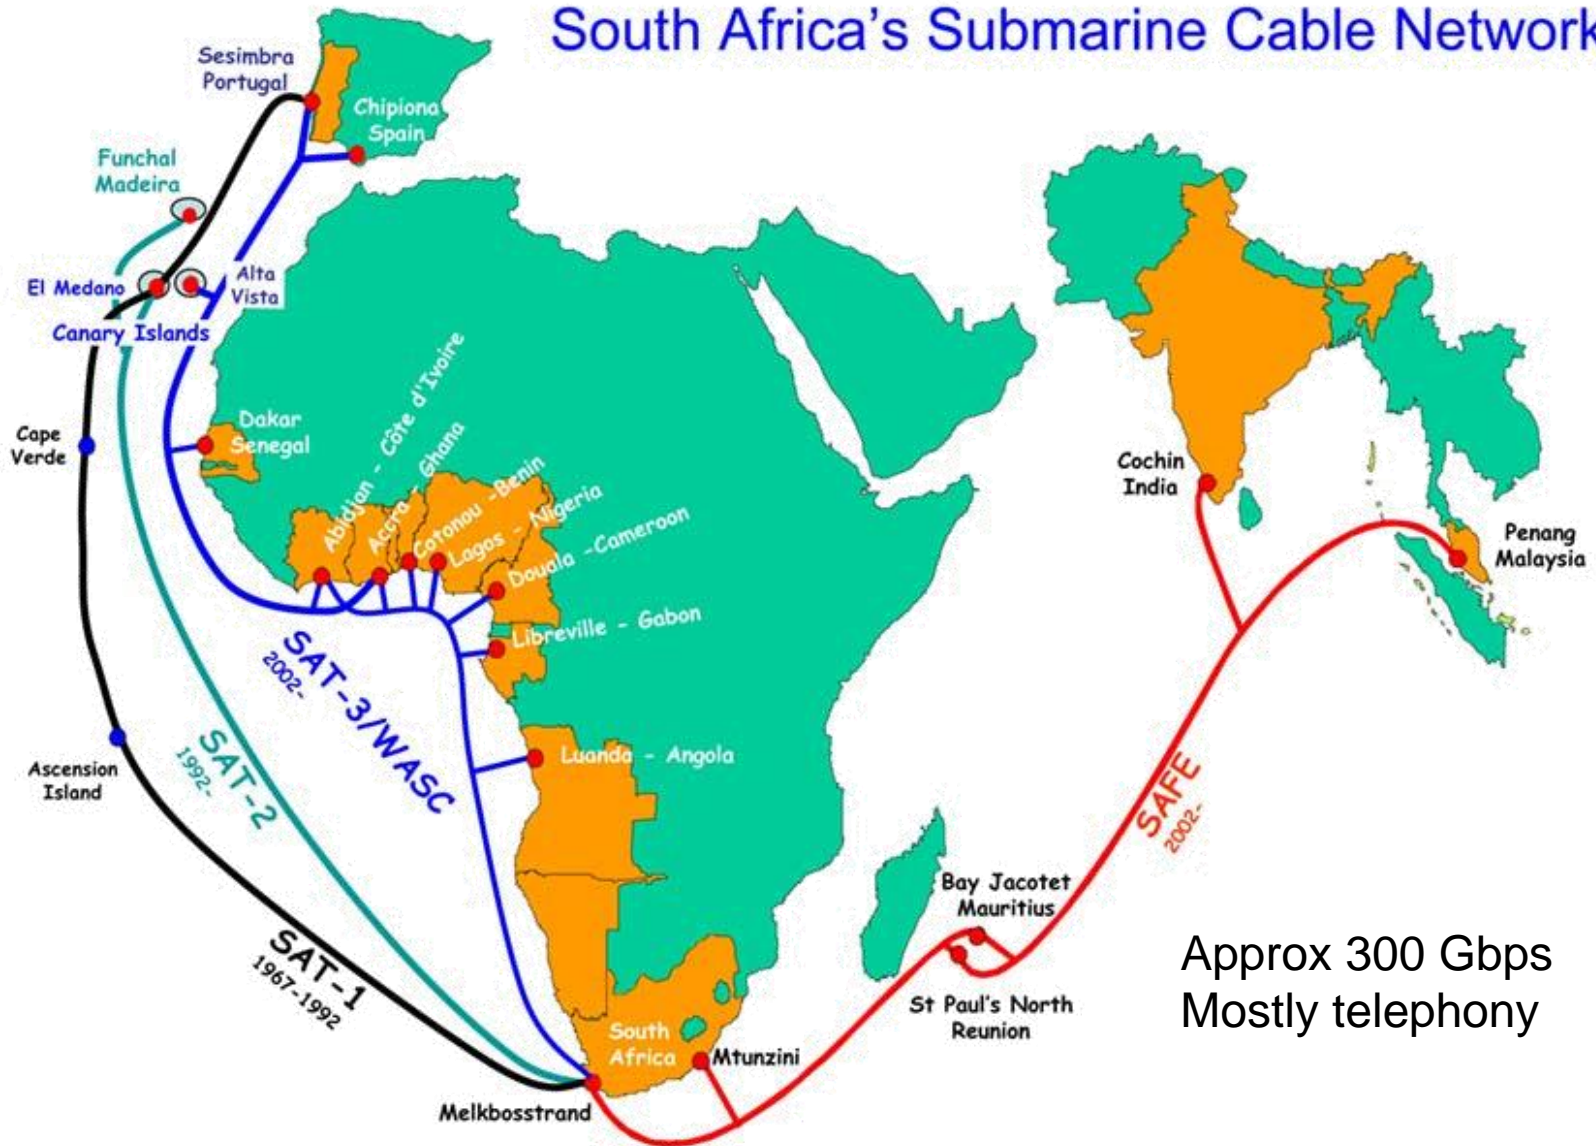 South Africa's Submarine Cable Network
Sesimbra
Portugal
Chipiona
Spain
Funchal
Madeira
El Medano
Alta
Vista
Canary Islands
Cape
Verde
Dakar
Senegal
Abidjan - Côte d'Ivoire
Accra - Ghana
Cotonou -Benin
Lagos - Nigeria
Douala -Cameroon
Libreville - Gabon
Luanda - Angola
SAT-3/WASC
2002-
SAT-2
1992-
SAT-1
1967-1992
Ascension
Island
Cochin
India
Penang
Malaysia
SAFE
2002-
Bay Jacotet
Mauritius
St Paul's North
Reunion
South
Africa
Mtunzini
Melkbosstrand
Approx 300 Gbps
Mostly telephony